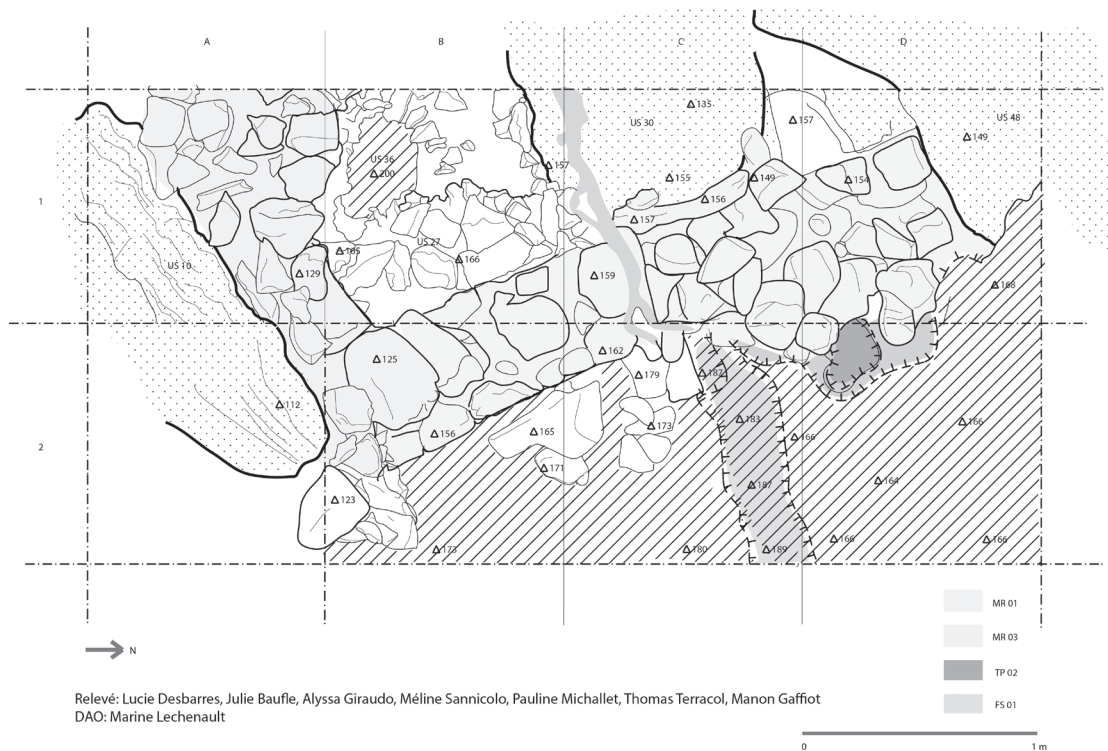 A B C D
135
US 30
157
US 48
149
US 36
200
157
155
149
154
156
1
157
US 27
165
166
159
US 10
129
168
125
162
179
187
112
183
166
173
156
165
166
2
171
164
187
123
173
180
189
166
166
MR 01
MR 03
N
TP 02
Relevé: Lucie Desbarres, Julie Baufle, Alyssa Giraudo, Méline Sannicolo, Pauline Michallet, Thomas Terracol, Manon Gaffiot
FS 01
DAO: Marine Lechenault
0 1 m